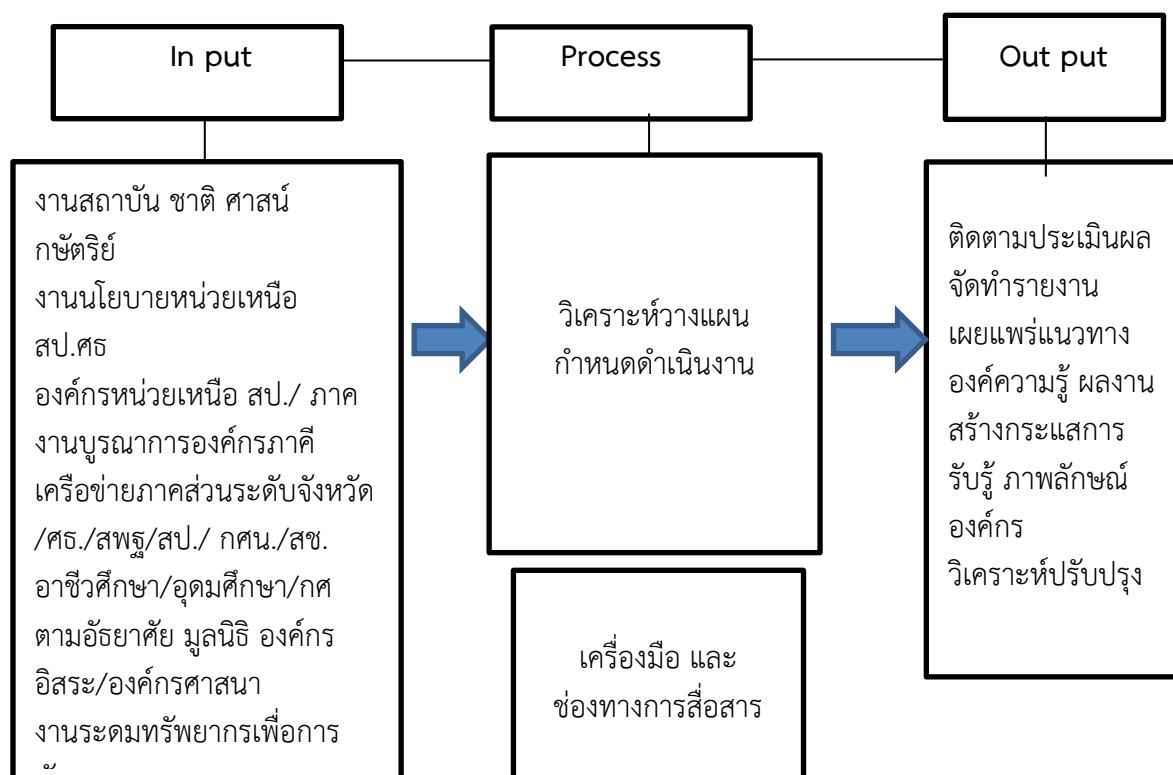 In put
Process
Out put
งานสถาบัน ชาติ ศาสน์
กษัตริย์
งานนโยบายหน่วยเหนือ
สป.ศธ
องค์กรหน่วยเหนือ สป./ ภาค
งานบูรณาการองค์กรภาคี
เครือข่ายภาคส่วนระดับจังหวัด
/ศธ./สพฐ/สป./ กศน./สช.
อาชีวศึกษา/อุดมศึกษา/กศ
ตามอัธยาศัย มูลนิธิ องค์กร
อิสระ/องค์กรศาสนา
งานระดมทรัพยากรเพื่อการ
วิเคราะห์วางแผน
กำหนดดำเนินงาน
เครื่องมือ และ
ช่องทางการสื่อสาร
ติดตามประเมินผล
จัดทำรายงาน
เผยแพร่แนวทาง
องค์ความรู้ ผลงาน
สร้างกระแสการ
รับรู้ ภาพลักษณ์
องค์กร
วิเคราะห์ปรับปรุง